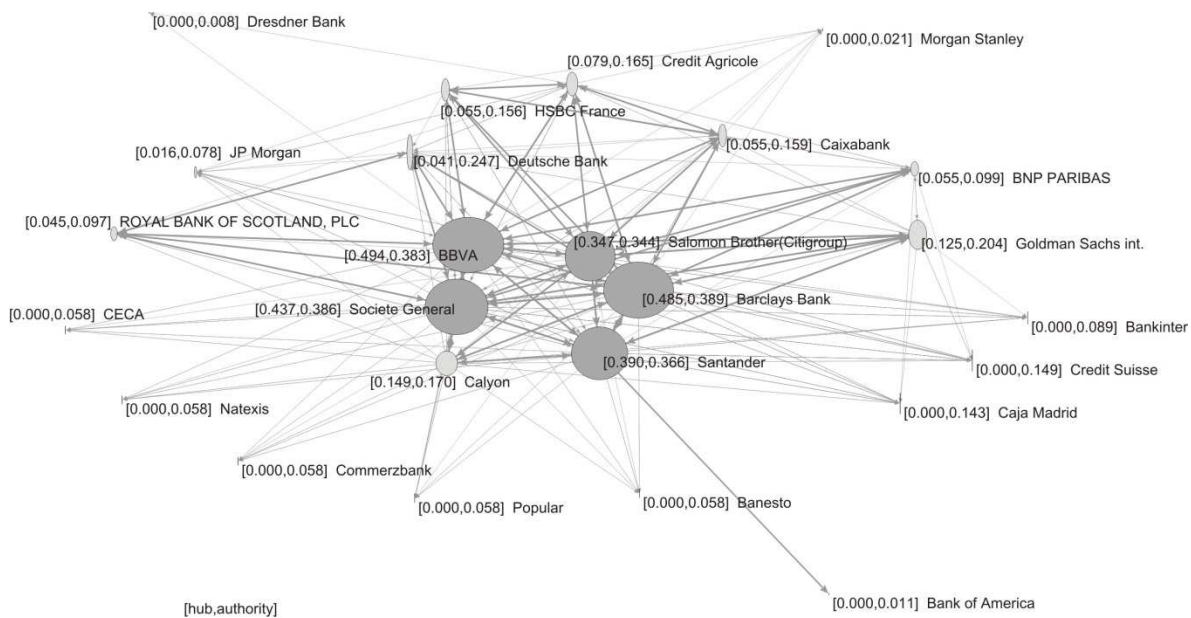 [0.000,0.008] Dresdner Bank
[0.000,0.021] Morgan Stanley
[0.079,0.165] Credit Agricole
[0.055,0.156] HSBC France
[0.055,0.159] Caixabank
[0.016,0.078] JP Morgan
[0.041,0.247] Deutsche Bank
[0.055,0.099] BNP PARIBAS
[0.045,0.097] ROYAL BANK OF SCOTLAND, PLC
[0.347,0.344] Salomon Brother(Citigroup)
[0.125,0.204] Goldman Sachs int.
[0.494,0.383] BBVA
[0.485,0.389] Barclays Bank
[0.437,0.386] Societe General
[0.000,0.058] CECA
[0.000,0.089] Bankinter
[0.390,0.366] Santander
[0.000,0.149] Credit Suisse
[0.149,0.170] Calyon
[0.000,0.058] Natexis
[0.000,0.143] Caja Madrid
[0.000,0.058] Commerzbank
[0.000,0.058] Popular
[0.000,0.058] Banesto
[0.000,0.011] Bank of America
[hub,authority]